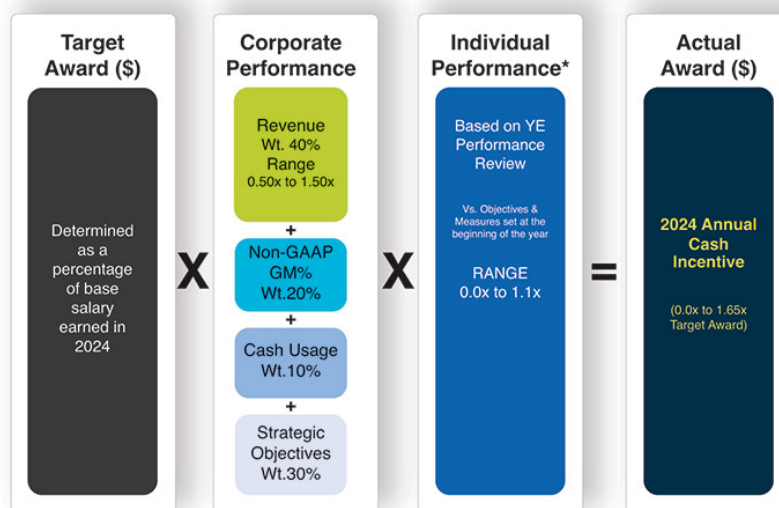 Target
Award ($)
Determined
as a
percentage
of base
salary
earned in
2024
X
Corporate
Performance
Revenue
Wt. 40%
Range
0.50x to 1.50x
+
Non-GAAP
GM%
Wt.20%
+
Cash Usage
Wt.10%
+
Strategic
Objectives
Wt.30%
X
Individual
Performance*
Based on YE
Performance
Review
Vs. Objectives &
Measures set at the
beginning of the year
RANGE
0.0x to 1.1x
=
Actual
Award ($)
2024 Annual
Cash
Incentive
(0.0x to 1.65x
Target Award)